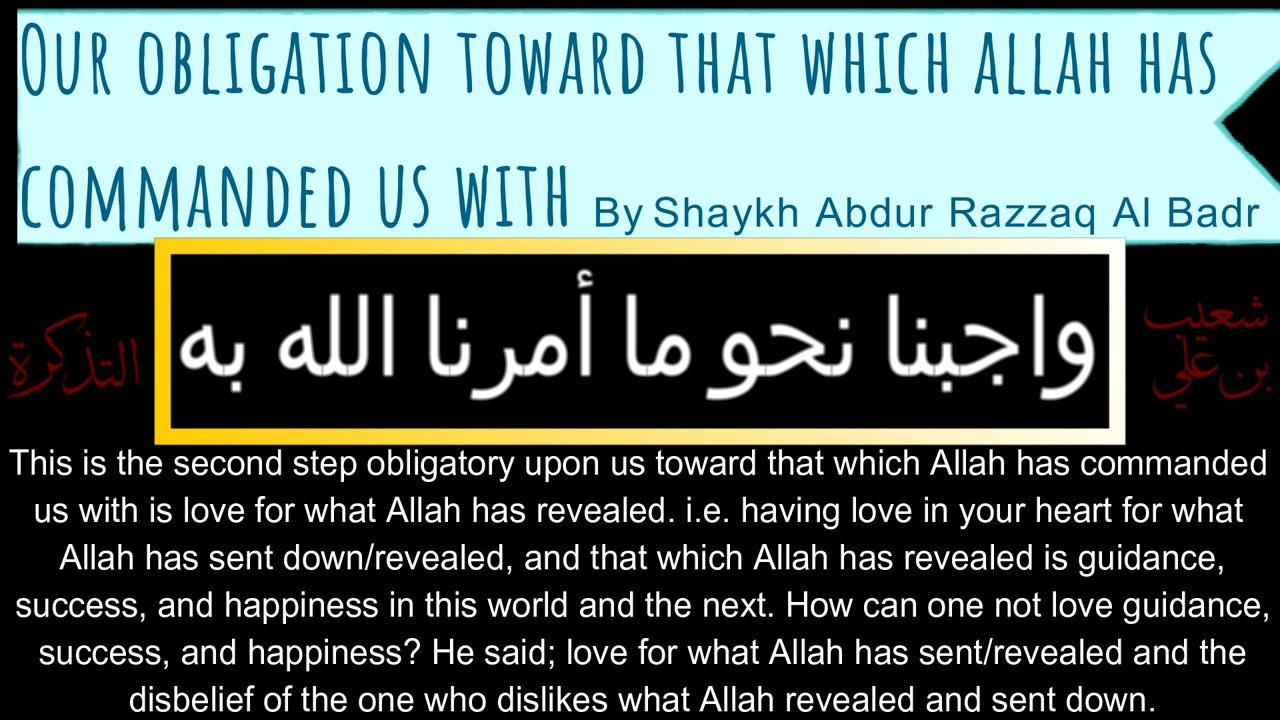 Our obligation toward that which Allah has
commanded us with By Shaykh Abdur Razzaq Al Badr
واجبنا نحو ما أمرنا الله به
شعيب
بن علي
التذكرة
This is the second step obligatory upon us toward that which Allah has commanded
us with is love for what Allah has revealed. i.e. having love in your heart for what
Allah has sent down/revealed, and that which Allah has revealed is guidance,
success, and happiness in this world and the next. How can one not love guidance,
success, and happiness? He said; love for what Allah has sent/revealed and the
disbelief of the one who dislikes what Allah revealed and sent down.